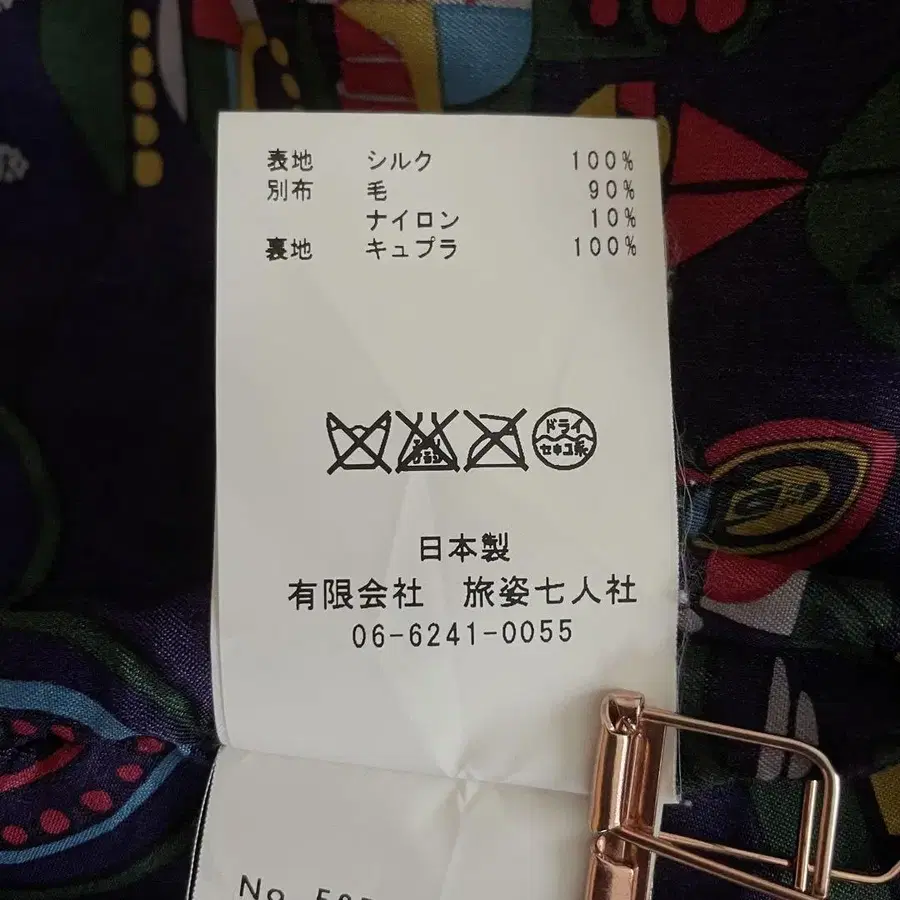 表地 シルク 100%
別布 毛 90%
ナイロン 10%
裏地 キュプラ 100%
ドライ
セキユ系
日本製
有限会社 旅姿七人社
06-6241-0055
No.